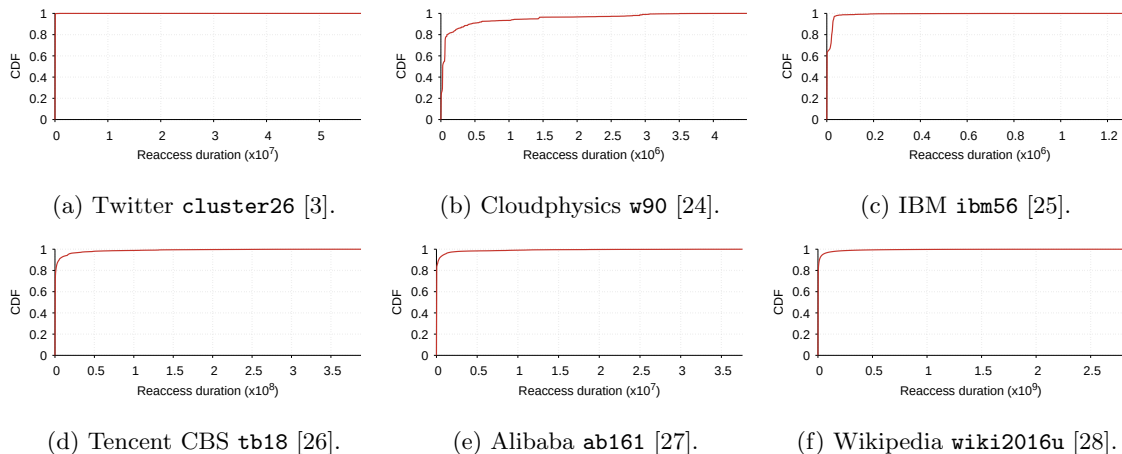 CDF
1
0.8
0.6
0.4
0.2
0
0 1 2 3 4 5
Reaccess duration (x10⁷)
(a) Twitter cluster26 [3].
CDF
1
0.8
0.6
0.4
0.2
0
0 0.5 1 1.5 2 2.5 3 3.5 4
Reaccess duration (x10⁶)
(b) Cloudphysics w90 [24].
CDF
1
0.8
0.6
0.4
0.2
0
0 0.2 0.4 0.6 0.8 1 1.2
Reaccess duration (x10⁶)
(c) IBM ibm56 [25].
CDF
1
0.8
0.6
0.4
0.2
0
0 0.5 1 1.5 2 2.5 3 3.5
Reaccess duration (x10⁸)
(d) Tencent CBS tb18 [26].
CDF
1
0.8
0.6
0.4
0.2
0
0 0.5 1 1.5 2 2.5 3 3.5
Reaccess duration (x10⁷)
(e) Alibaba ab161 [27].
CDF
1
0.8
0.6
0.4
0.2
0
0 0.5 1 1.5 2 2.5
Reaccess duration (x10⁹)
(f) Wikipedia wiki2016u [28].